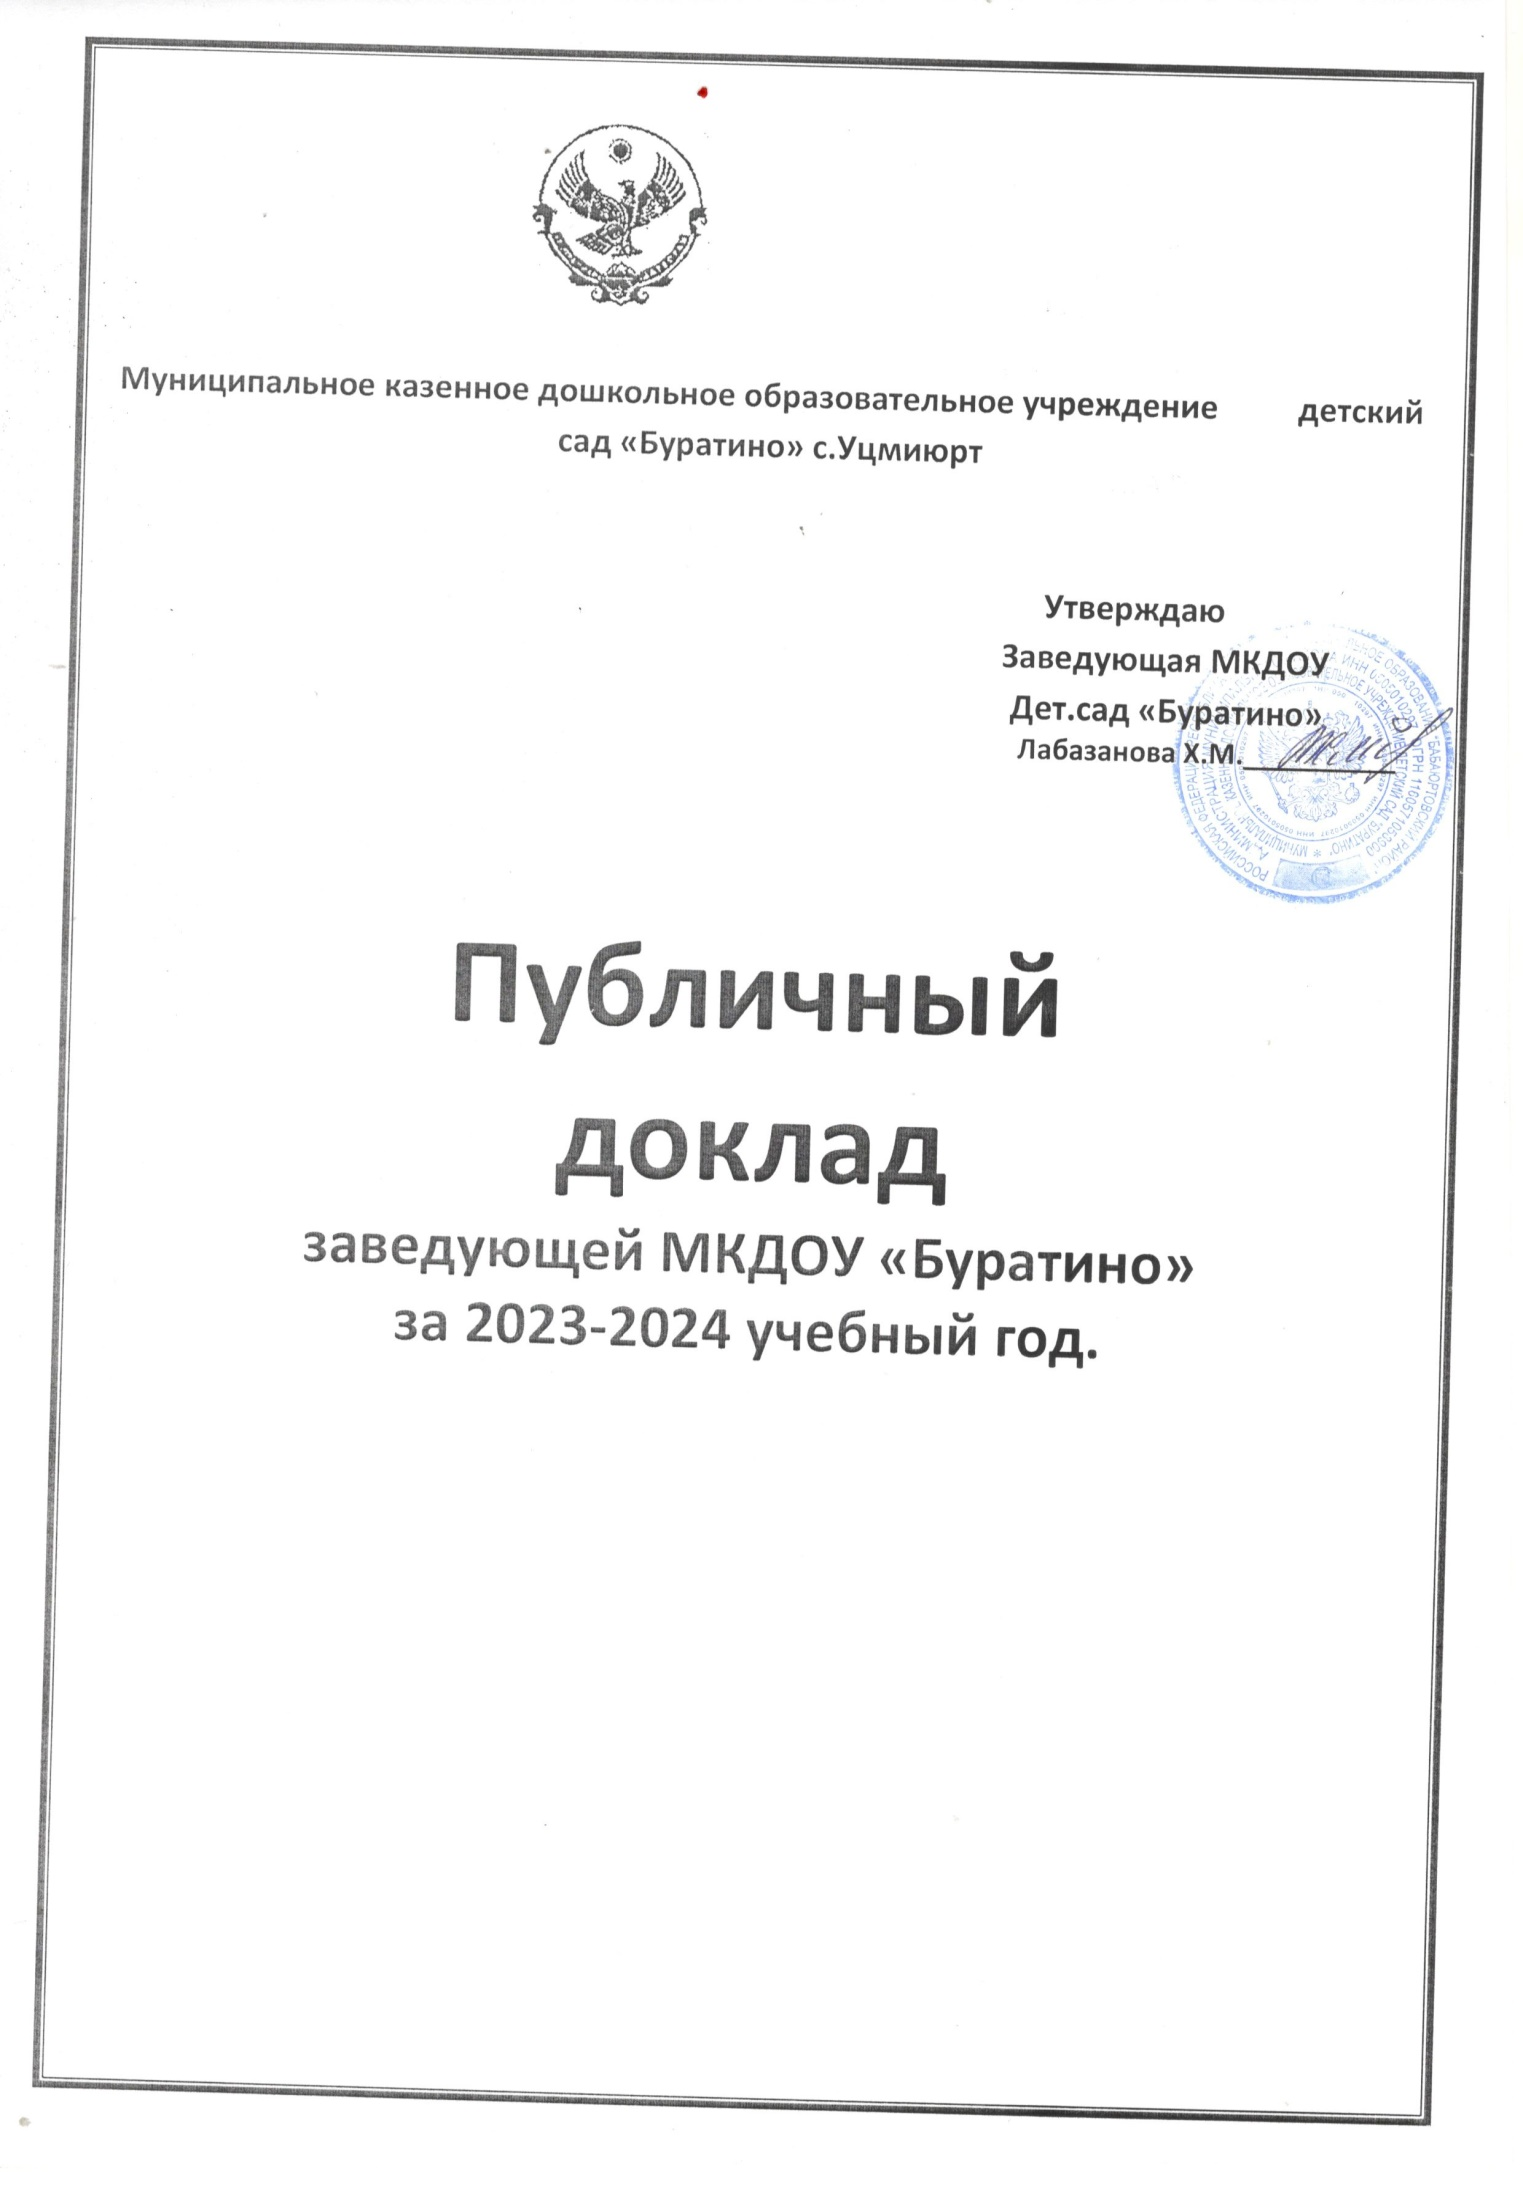 Муниципальное казенное дошкольное образовательное учреждение детский
сад «Буратино» с.Уцмиюрт
Утверждаю
Заведующая МКДОУ
Дет.сад «Буратино»
Лабазанова Х.М.
Публичный
доклад
заведующей МКДОУ «Буратино»
за 2023-2024 учебный год.